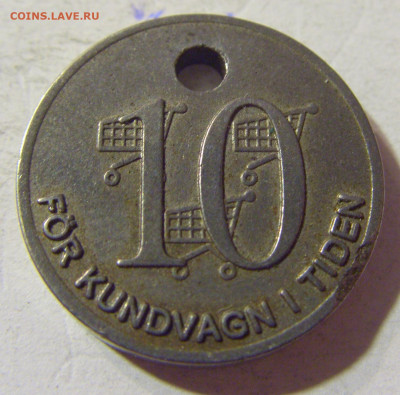 COINS.LAVE.RU
10
FÖR KUNDVAGN I TIDEN